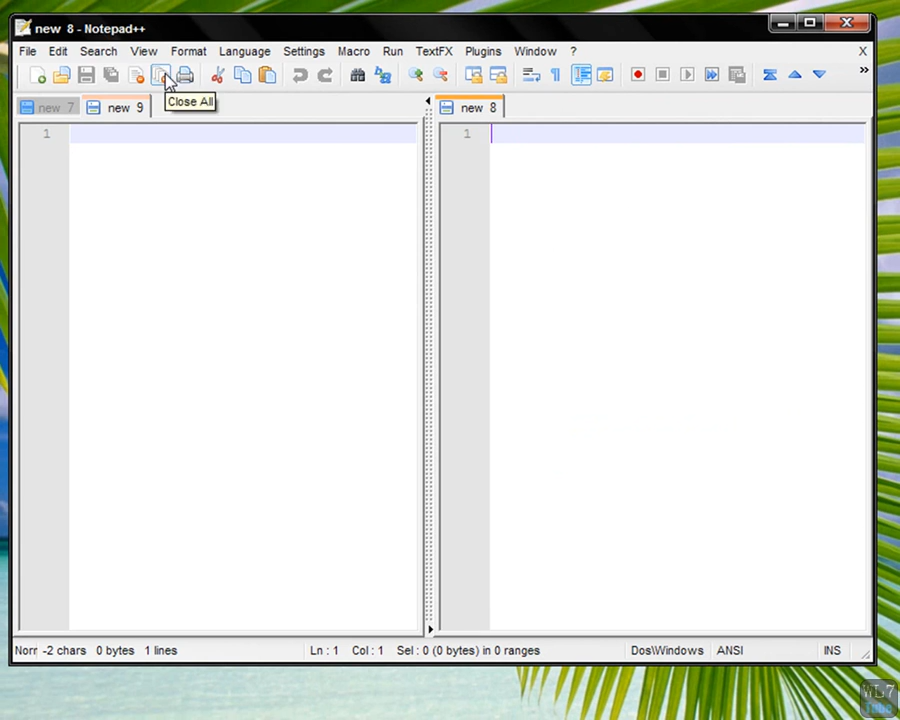 new 8 - Notepad++
File Edit Search View Format Language Settings Macro Run TextFX Plugins Window ? X
»
Close All
new 7 new 9 new 8
1 1
Norr -2 chars 0 bytes 1 lines Ln : 1 Col : 1 Sel : 0 (0 bytes) in 0 ranges Dos\Windows ANSI INS